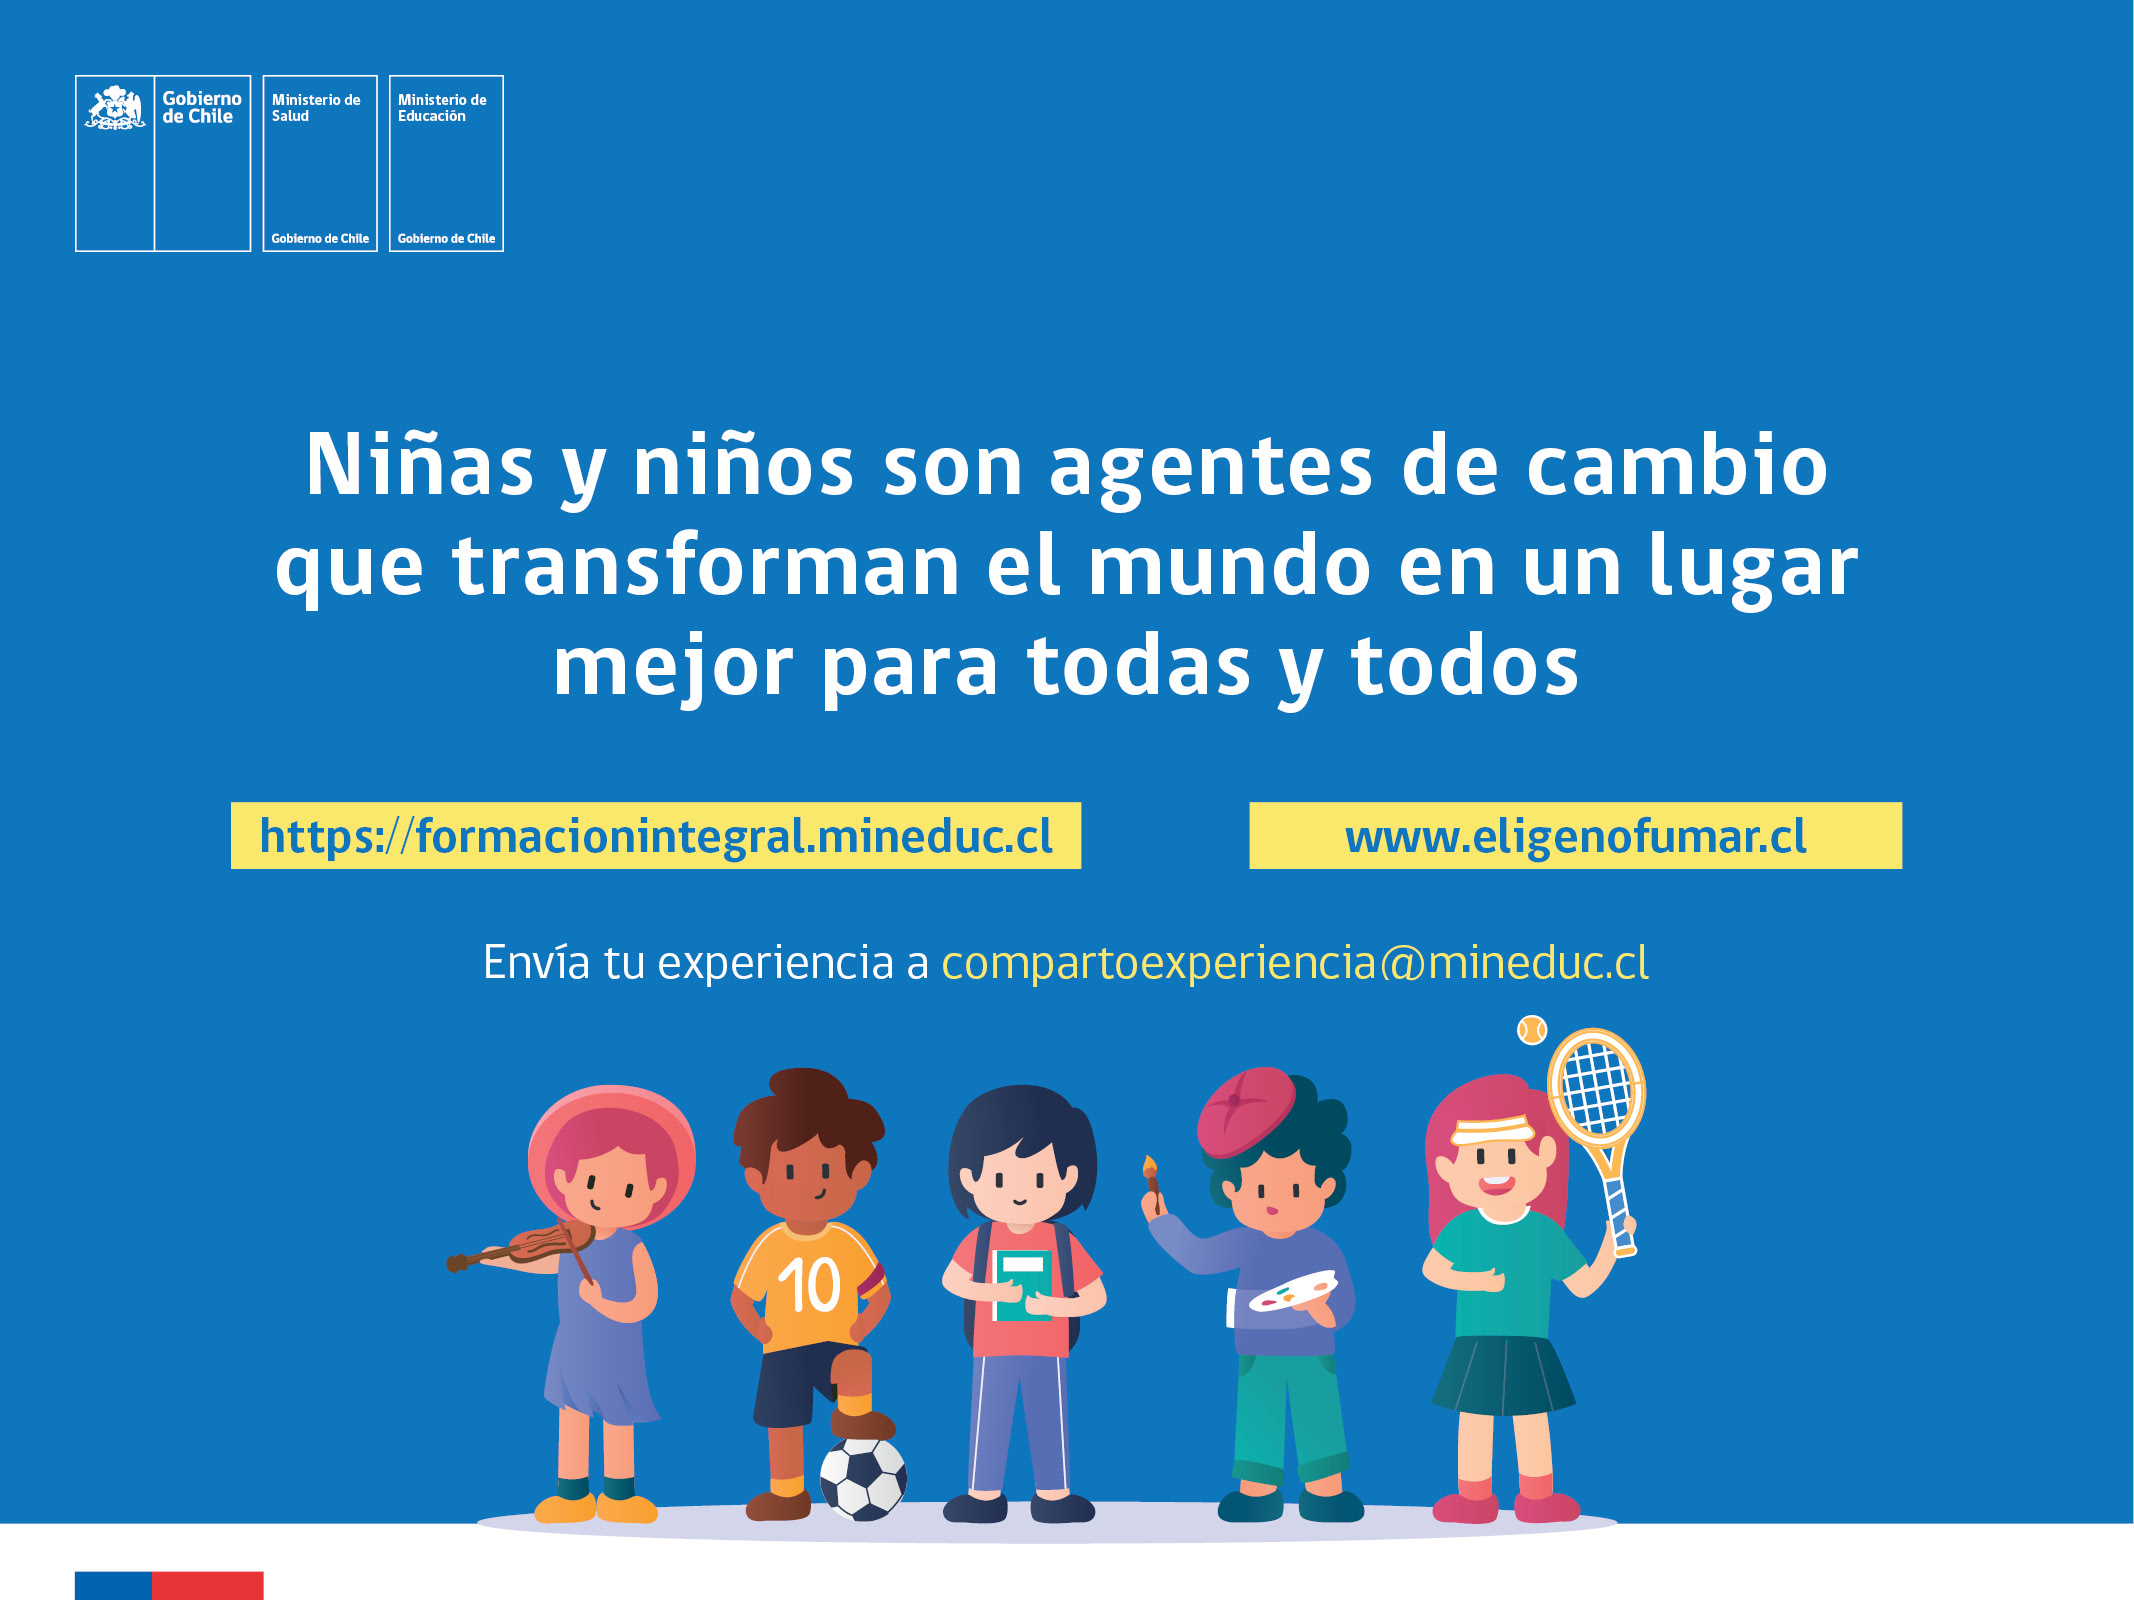 Gobierno
de Chile
Ministerio de
Salud
Gobierno de Chile
Ministerio de
Educación
Gobierno de Chile
Niñas y niños son agentes de cambio
que transforman el mundo en un lugar
mejor para todas y todos
https://formacionintegral.mineduc.cl
www.eligenofumar.cl
Envía tu experiencia a compartoexperiencia@mineduc.cl
10